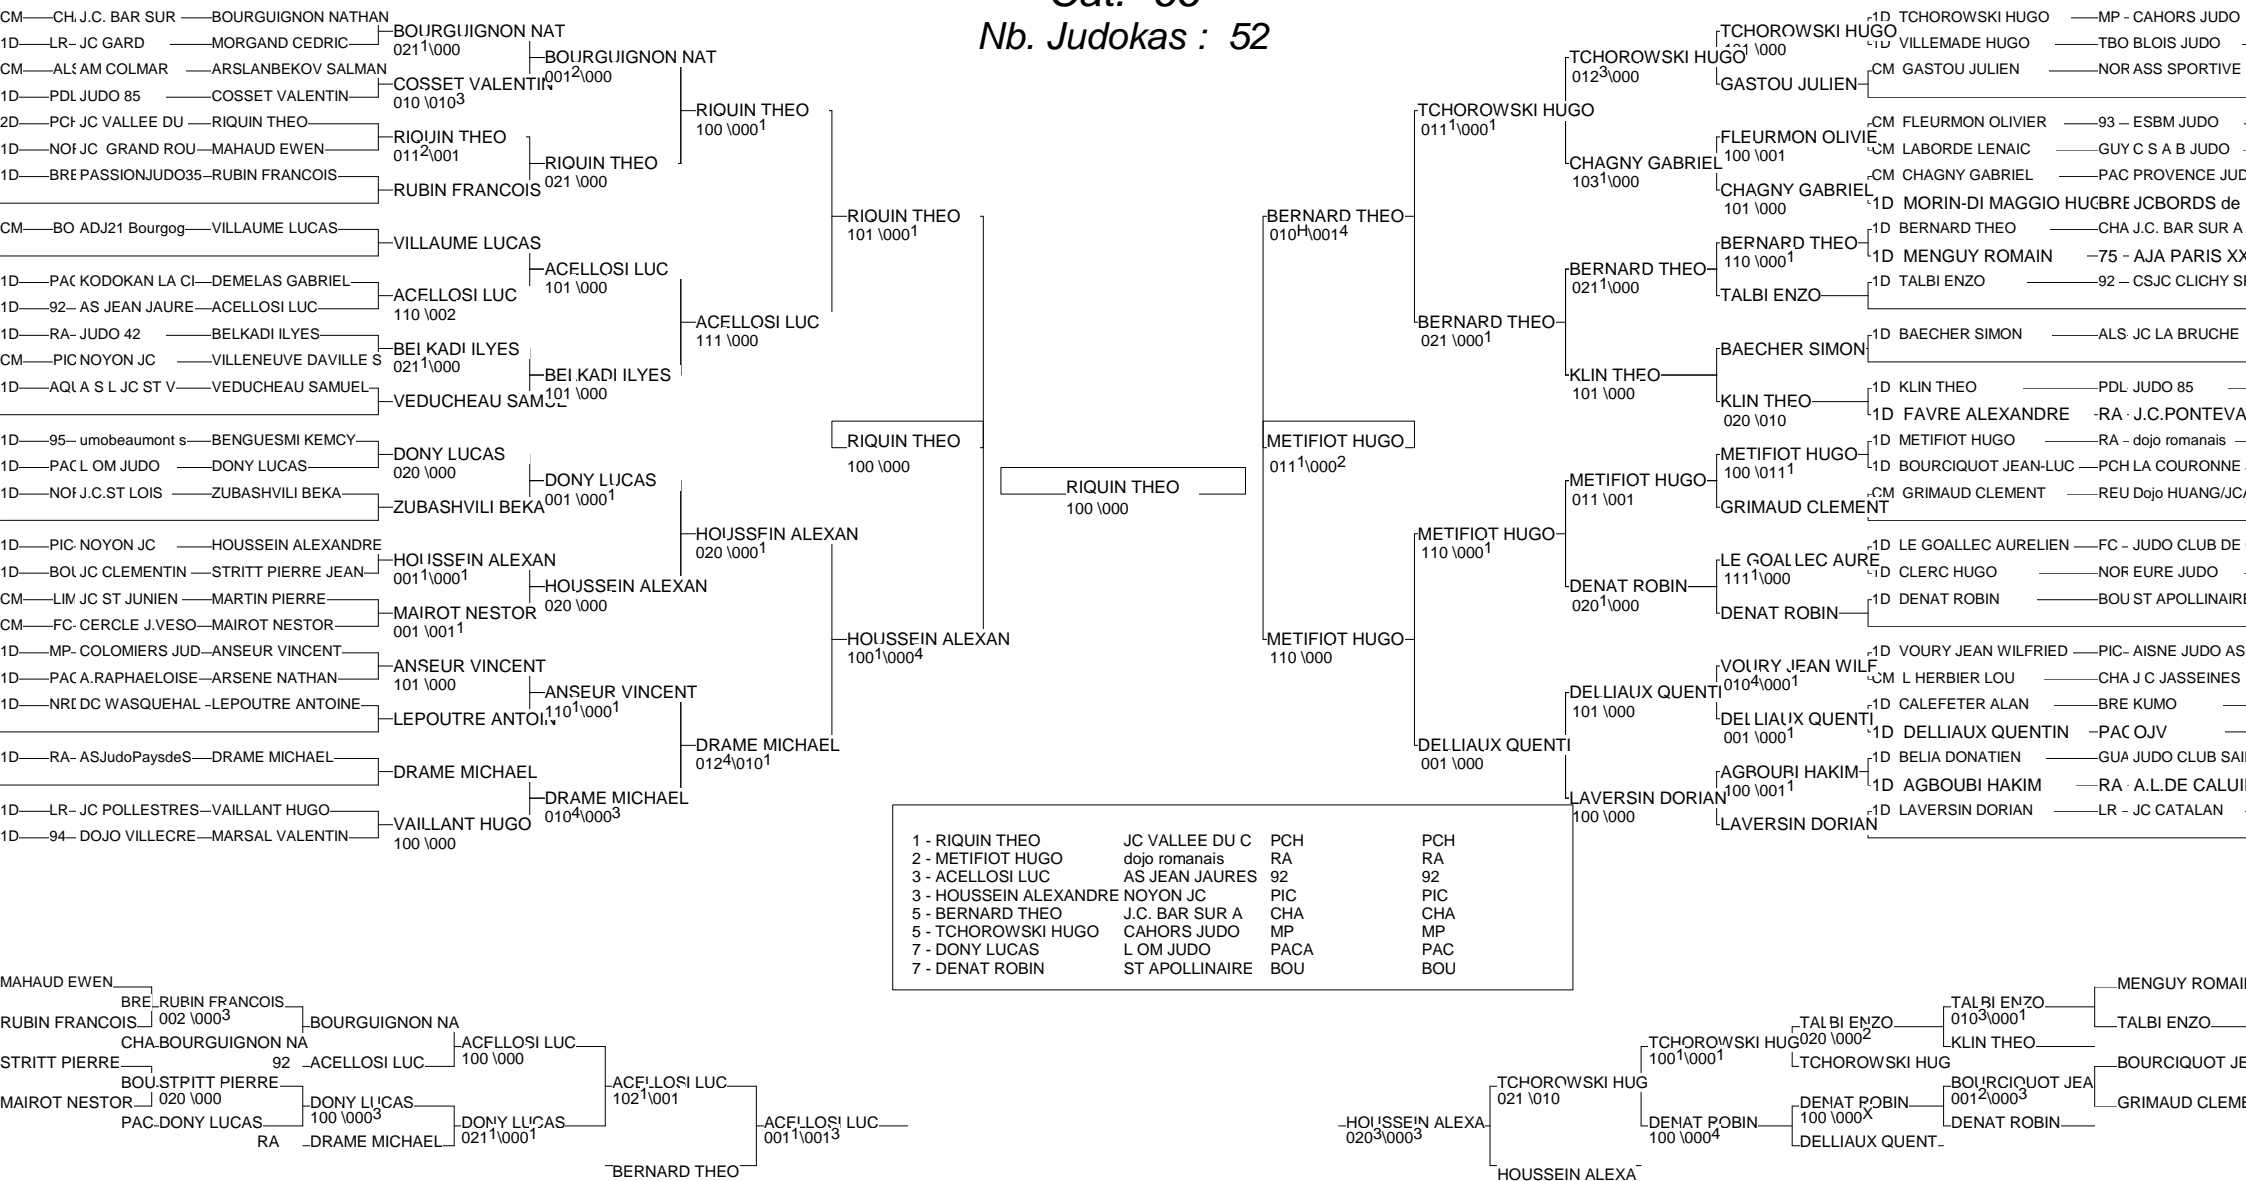 Nb. Judokas : 52
CM CH J.C. BAR SUR BOURGUIGNON NATHAN
1D LR- JC GARD MORGAND CEDRIC
CM ALS AM COLMAR ARSLANBEKOV SALMAN
1D PDL JUDO 85 COSSET VALENTIN
2D PCH JC VALLEE DU RIQUIN THEO
1D NOR JC GRAND ROU MAHAUD EWEN
1D BRE PASSIONJUDO35 RUBIN FRANCOIS
CM BO ADJ21 Bourgog VILLAUME LUCAS
1D PAC KODOKAN LA CI DEMELAS GABRIEL
1D 92 AS JEAN JAURE ACELLOSI LUC
1D RA- JUDO 42 BELKADI ILYES
CM PIC NOYON JC VILLENEUVE DAVILLE S
1D AQU A S L JC ST V VEDUCHEAU SAMUEL
1D 95 umobeaumont s BENGUESMI KEMCY
1D PAC L OM JUDO DONY LUCAS
1D NOR J.C.ST LOIS ZUBASHVILI BEKA
1D PIC NOYON JC HOUSSEIN ALEXANDRE
1D BOU JC CLEMENTIN STRITT PIERRE JEAN
CM LIM JC ST JUNIEN MARTIN PIERRE
CM FC- CERCLE J.VESO MAIROT NESTOR
1D MP- COLOMIERS JUD ANSEUR VINCENT
1D PAC A.RAPHAELOISE ARSENE NATHAN
1D NRD DC WASQUEHAL LEPOUTRE ANTOINE
1D RA- ASJudoPaysdeS DRAME MICHAEL
1D LR- JC POLLESTRES VAILLANT HUGO
1D 94 DOJO VILLECRE MARSAL VALENTIN
BOURGUIGNON NAT
021¹\000
COSSET VALENTIN
010 \010³
RIQUIN THEO
011²\001
RUBIN FRANCOIS
VILLAUME LUCAS
ACELLOSI LUC
110 \002
BELKADI ILYES
021¹\000
VEDUCHEAU SAMUE
DONY LUCAS
020 \000
ZUBASHVILI BEKA
HOUSSEIN ALEXAN
001¹\000¹
MAIROT NESTOR
001 \001¹
ANSEUR VINCENT
101 \000
LEPOUTRE ANTOIN
DRAME MICHAEL
VAILLANT HUGO
100 \000
BOURGUIGNON NAT
001²\000
RIQUIN THEO
021 \000
ACELLOSI LUC
101 \000
BELKADI ILYES
101 \000
DONY LUCAS
001 \000¹
HOUSSEIN ALEXAN
020 \000
ANSEUR VINCENT
110¹\000¹
DRAME MICHAEL
010⁴\000³
RIQUIN THEO
100 \000¹
ACELLOSI LUC
111 \000
HOUSSEIN ALEXAN
020 \000¹
DRAME MICHAEL
012⁴\010¹
RIQUIN THEO
101 \000¹
RIQUIN THEO
100 \000
HOUSSEIN ALEXAN
100¹\000⁴
RIQUIN THEO
100 \000
BERNARD THEO
010ᴴ\001⁴
METIFIOT HUGO
011¹\000²
METIFIOT HUGO
110 \000
TCHOROWSKI HUGO
011¹\000¹
BERNARD THEO
021 \000¹
METIFIOT HUGO
110 \000¹
DELLIAUX QUENTI
001 \000
TCHOROWSKI HUGO
012³\000
CHAGNY GABRIEL
103¹\000
BERNARD THEO
021¹\000
KLIN THEO
101 \000
METIFIOT HUGO
011 \001
DENAT ROBIN
020¹\000
DELLIAUX QUENTI
101 \000
LAVERSIN DORIAN
100 \000
TCHOROWSKI HUGO
\000
GASTOU JULIEN
FLEURMON OLIVIE
100 \001
CHAGNY GABRIEL
101 \000
BERNARD THEO
110 \000¹
TALBI ENZO
BAECHER SIMON
KLIN THEO
020 \010
METIFIOT HUGO
100 \011¹
GRIMAUD CLEMENT
LE GOALLEC AURE
111¹\000
DENAT ROBIN
VOURY JEAN WILF
010⁴\000¹
DELLIAUX QUENTI
001 \000¹
AGBOUBI HAKIM
100 \001¹
LAVERSIN DORIAN
1D TCHOROWSKI HUGO MP - CAHORS JUDO
1D VILLEMADE HUGO TBO BLOIS JUDO
CM GASTOU JULIEN NOR ASS SPORTIVE
CM FLEURMON OLIVIER 93 ESBM JUDO
CM LABORDE LENAIC GUY C S A B JUDO
CM CHAGNY GABRIEL PAC PROVENCE JUD
1D MORIN-DI MAGGIO HUG BRE JCBORDS de
1D BERNARD THEO CHA J.C. BAR SUR A
1D MENGUY ROMAIN 75 - AJA PARIS XX
1D TALBI ENZO 92 CSJC CLICHY SP
1D BAECHER SIMON ALS JC LA BRUCHE
1D KLIN THEO PDL JUDO 85
1D FAVRE ALEXANDRE RA - J.C.PONTEVA
1D METIFIOT HUGO RA - dojo romanais
1D BOURCIQUOT JEAN-LUC PCH LA COURONNE
CM GRIMAUD CLEMENT REU Dojo HUANG/JCA
1D LE GOALLEC AURELIEN FC - JUDO CLUB DE
1D CLERC HUGO NOR EURE JUDO
1D DENAT ROBIN BOU ST APOLLINAIRE
1D VOURY JEAN WILFRIED PIC- AISNE JUDO AS
CM L HERBIER LOU CHA J C JASSEINES
1D CALEFETER ALAN BRE KUMO
1D DELLIAUX QUENTIN PAC OJV
1D BELIA DONATIEN GUA JUDO CLUB SAI
1D AGBOUBI HAKIM RA - A.L.DE CALUI
1D LAVERSIN DORIAN LR - JC CATALAN
1 - RIQUIN THEO JC VALLEE DU C PCH PCH
2 - METIFIOT HUGO dojo romanais RA RA
3 - ACELLOSI LUC AS JEAN JAURES 92 92
3 - HOUSSEIN ALEXANDRE NOYON JC PIC PIC
5 - BERNARD THEO J.C. BAR SUR A CHA CHA
5 - TCHOROWSKI HUGO CAHORS JUDO MP MP
7 - DONY LUCAS L OM JUDO PACA PAC
7 - DENAT ROBIN ST APOLLINAIRE BOU BOU
MAHAUD EWEN
RUBIN FRANCOIS
STRITT PIERRE
MAIROT NESTOR
BRE RUBIN FRANCOIS
002 \000³
CHA BOURGUIGNON NA
BOU STRITT PIERRE
020 \000
PAC DONY LUCAS
BOURGUIGNON NA
92 ACELLOSI LUC
DONY LUCAS
100 \000³
RA DRAME MICHAEL
ACELLOSI LUC
100 \000
DONY LUCAS
021¹\000¹
ACELLOSI LUC
102¹\001
BERNARD THEO
ACELLOSI LUC
001¹\001³
HOUSSEIN ALEXA
020³\000³
TCHOROWSKI HUG
021 \010
HOUSSEIN ALEXA
TCHOROWSKI HUG
100¹\000¹
DENAT ROBIN
100 \000⁴
TALBI ENZO
020 \000²
TCHOROWSKI HUG
DENAT ROBIN
100 \000ˣ
DELLIAUX QUENT
TALBI ENZO
010³\000¹
KLIN THEO
BOURCIQUOT JEA
001²\000³
DENAT ROBIN
MENGUY ROMAI
TALBI ENZO
BOURCIQUOT JE
GRIMAUD CLEME